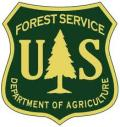 FOREST SERVICE
U S
DEPARTMENT OF AGRICULTURE